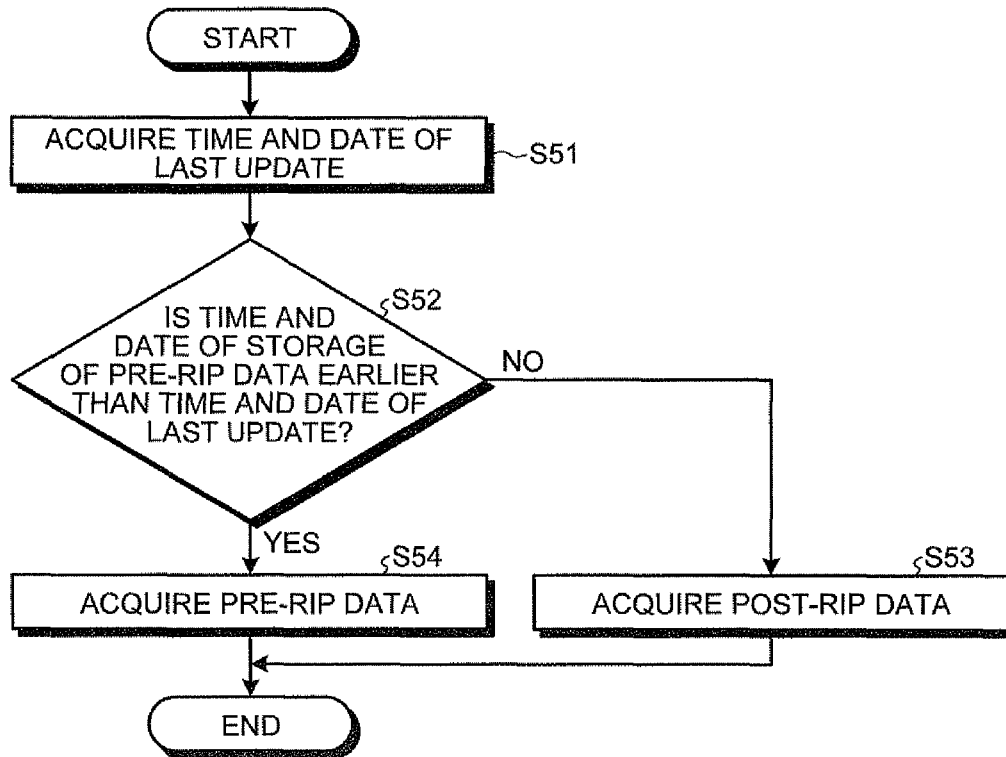 START
ACQUIRE TIME AND DATE OF
LAST UPDATE
S51
S52
IS TIME AND
DATE OF STORAGE
OF PRE-RIP DATA EARLIER
THAN TIME AND DATE OF
LAST UPDATE?
NO
YES
S54
ACQUIRE PRE-RIP DATA
S53
ACQUIRE POST-RIP DATA
END